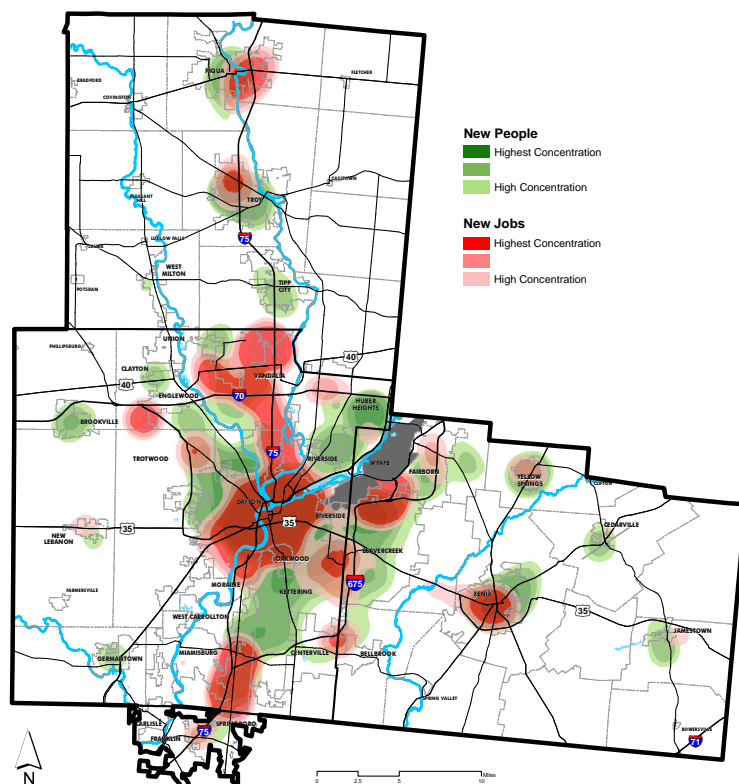 PIQUA
FLETCHER
BRADFORD
COVINGTON
New People
Highest Concentration
High Concentration
CASSTOWN
PLEASANT
HILL
TROY
New Jobs
Highest Concentration
High Concentration
LUDLOW FALLS
75
LAURA
WEST
MILTON
POTSDAM
TIPP
CITY
UNION
PHILLIPSBURG
40
CLAYTON
VANDALIA
40
ENGLEWOOD
70
HUBER
HEIGHTS
BROOKVILLE
75
TROTWOOD
RIVERSIDE
WPAFB
FAIRBORN
YELLOW
SPRINGS
CLIFTON
DAYTON
RIVERSIDE
35
35
CEDARVILLE
NEW
LEBANON
BEAVERCREEK
OAKWOOD
675
MORAINE
KETTERING
FARMERSVILLE
XENIA
35
WEST CARROLLTON
JAMESTOWN
MIAMISBURG
CENTERVILLE
BELLBROOK
GERMANTOWN
SPRING VALLEY
CARLISLE
SPRINGBORO
75
FRANKLIN
BOWERSVILLE
71
N
Miles
0 2.5 5 10